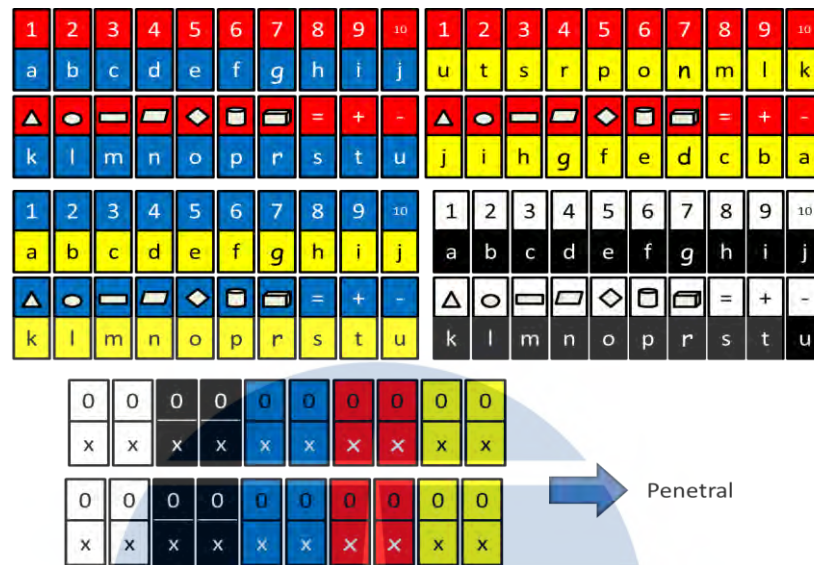 1 2 3 4 5 6 7 8 9 10
a b c d e f g h i j
= + -
k l m n o p r s t u
1 2 3 4 5 6 7 8 9 10
u t s r p o n m l k
= + -
j i h g f e d c b a
1 2 3 4 5 6 7 8 9 10
a b c d e f g h i j
= + -
k l m n o p r s t u
1 2 3 4 5 6 7 8 9 10
a b c d e f g h i j
= + -
k l m n o p r s t u
0 0 0 0 0 0 0 0 0 0
x x x x x x x x x x
Penetral
0 0 0 0 0 0 0 0 0 0
x x x x x x x x x x